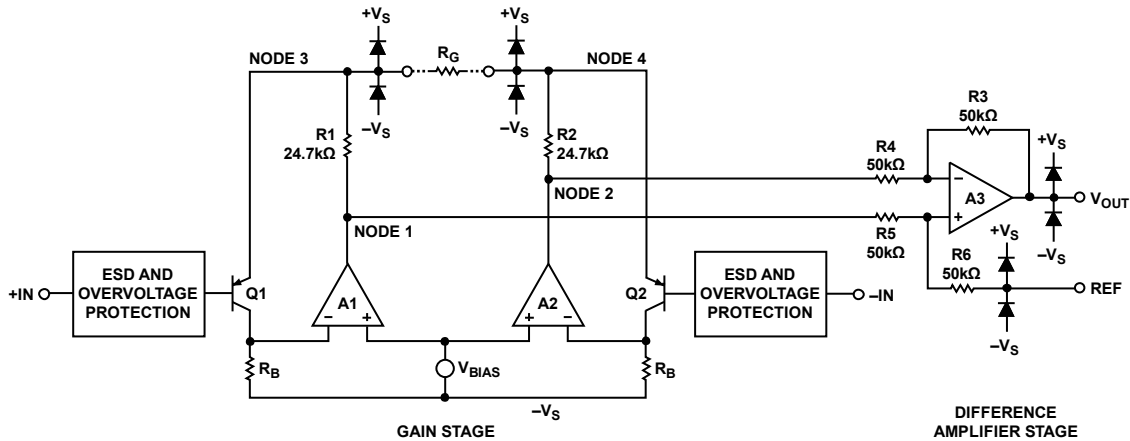 +VS
+VS
NODE 3
RG
NODE 4
–VS
–VS
R1
24.7kΩ
R2
24.7kΩ
R3
50kΩ
R4
50kΩ
+VS
NODE 2
–
A3
+
VOUT
NODE 1
R5
50kΩ
+VS
–VS
R6
50kΩ
REF
–VS
+IN
ESD AND
OVERVOLTAGE
PROTECTION
Q1
A1
– +
A2
+ –
Q2
ESD AND
OVERVOLTAGE
PROTECTION
–IN
RB
VBIAS
RB
–VS
GAIN STAGE
DIFFERENCE
AMPLIFIER STAGE